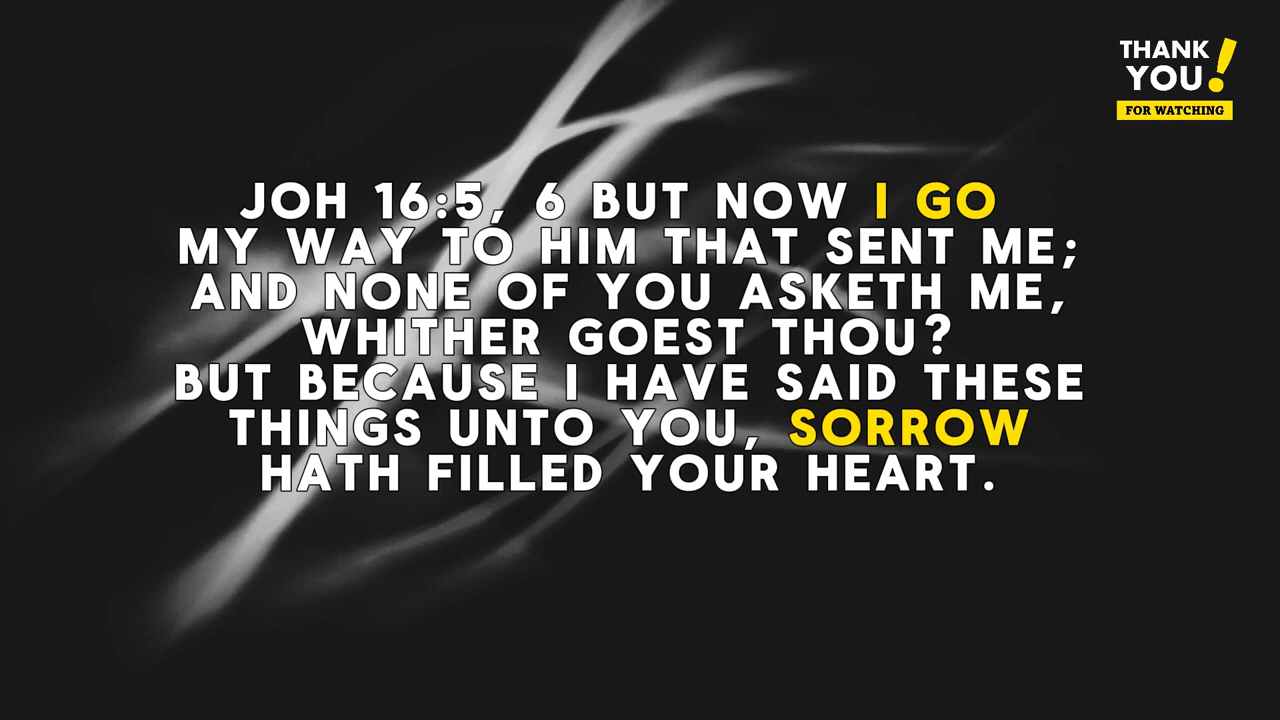 THANK
YOU!
FOR WATCHING
JOH 16:5, 6 BUT NOW I GO
MY WAY TO HIM THAT SENT ME;
AND NONE OF YOU ASKETH ME,
WHITHER GOEST THOU?
BUT BECAUSE I HAVE SAID THESE
THINGS UNTO YOU, SORROW
HATH FILLED YOUR HEART.